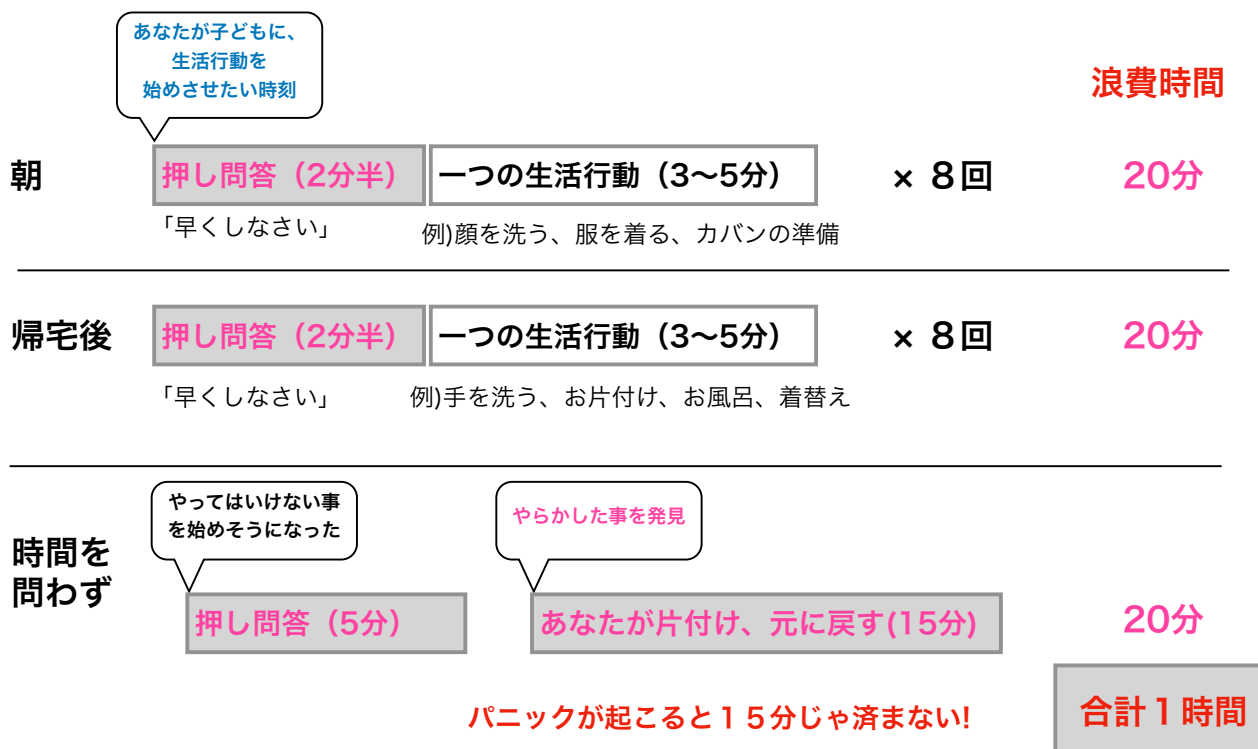 あなたが子どもに、
生活行動を
始めさせたい時刻
浪費時間
朝
押し問答（2分半）
一つの生活行動（3〜5分）
× ８回
20分
「早くしなさい」
例)顔を洗う、服を着る、カバンの準備
帰宅後
押し問答（2分半）
一つの生活行動（3〜5分）
× ８回
20分
「早くしなさい」
例)手を洗う、お片付け、お風呂、着替え
やってはいけない事
を始めそうになった
やらかした事を発見
時間を
問わず
押し問答（5分）
あなたが片付け、元に戻す(15分)
20分
パニックが起こると１５分じゃ済まない!
合計１時間